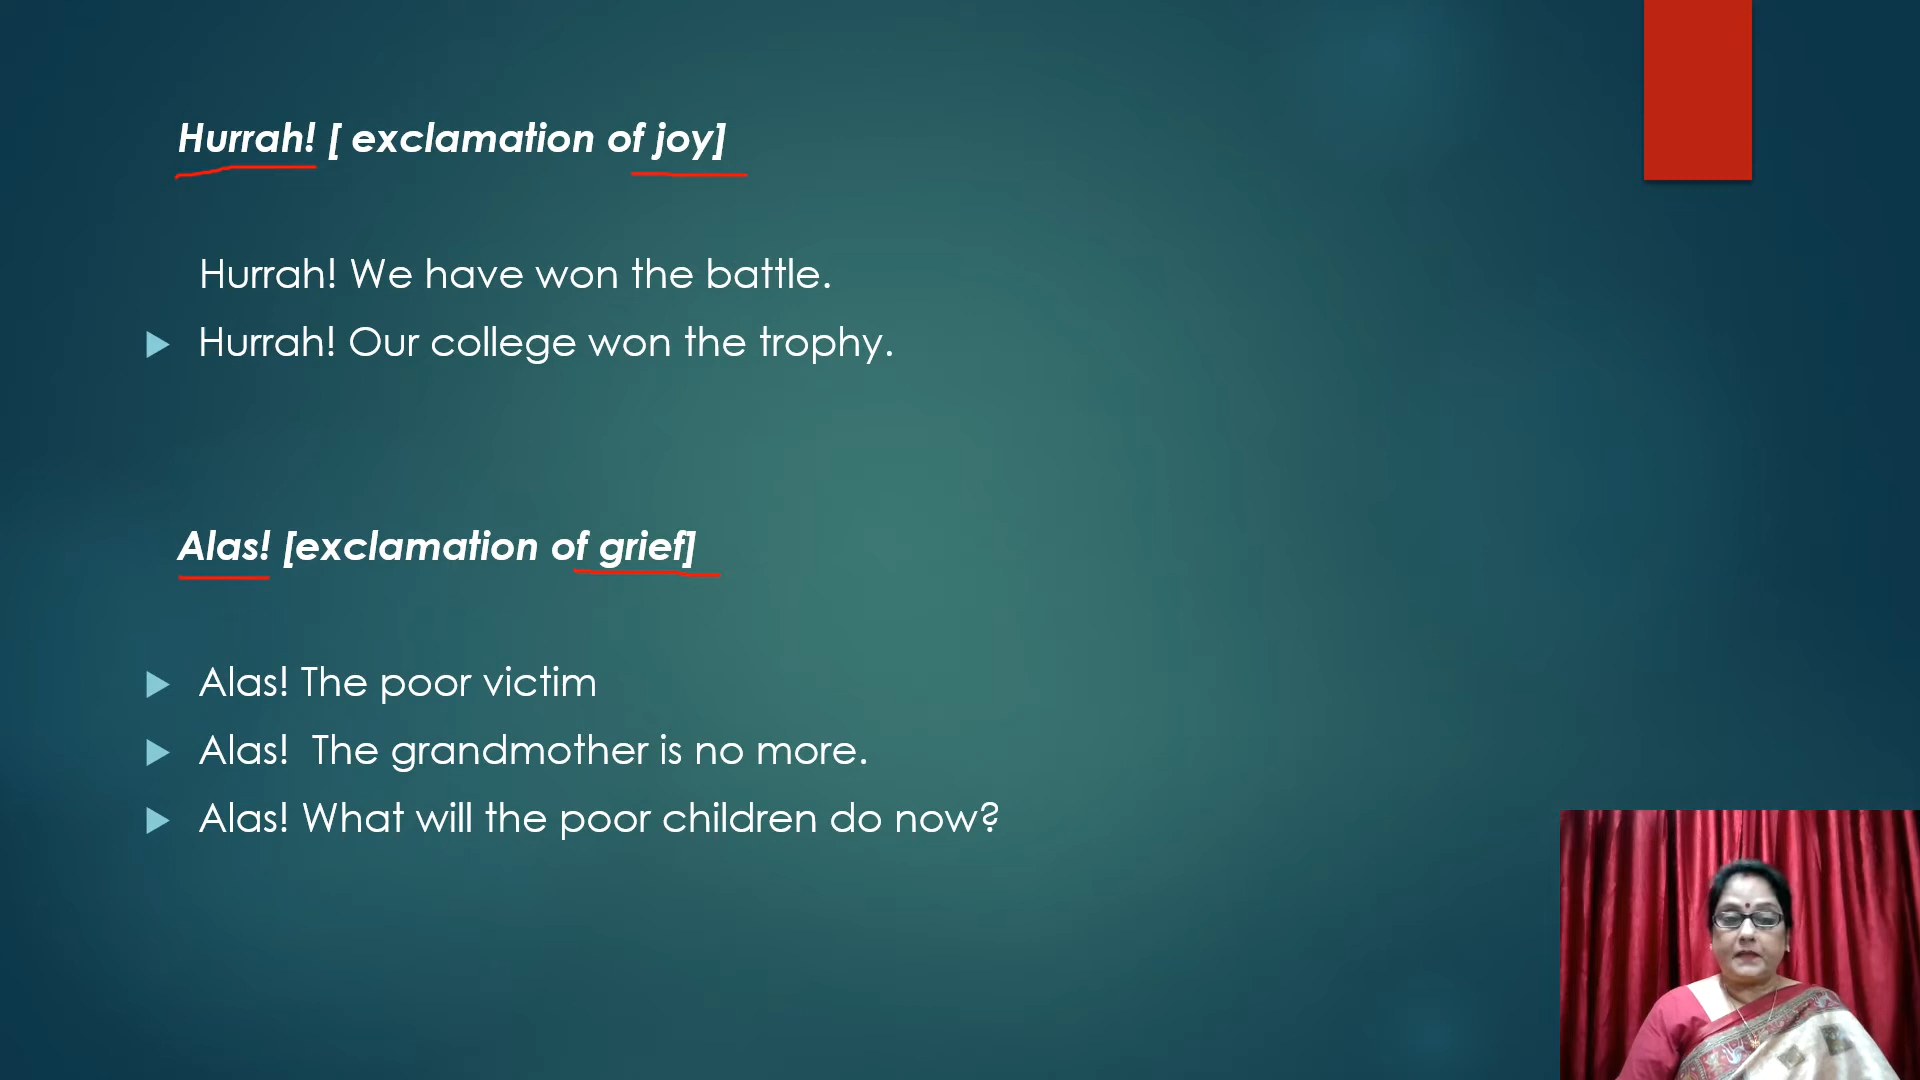 Hurrah! [ exclamation of joy]
Hurrah! We have won the battle.
Hurrah! Our college won the trophy.
Alas! [exclamation of grief]
Alas! The poor victim
Alas!  The grandmother is no more.
Alas! What will the poor children do now?